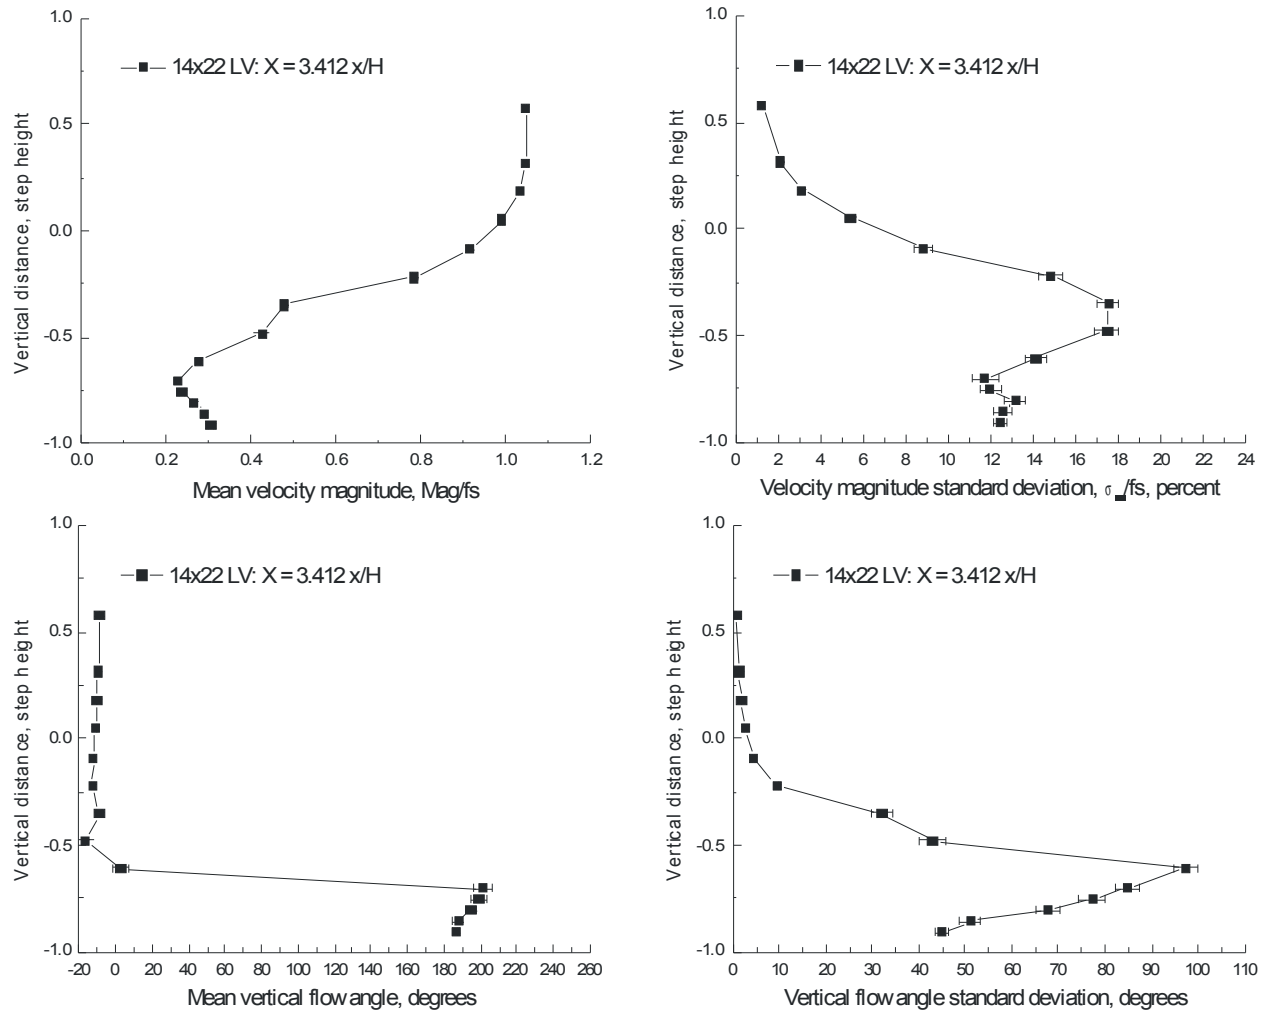 1.0
14x22 LV: X = 3.412 x/H
0.5
0.0
-0.5
-1.0
Vertical distance, step height
0.0 0.2 0.4 0.6 0.8 1.0 1.2
Mean velocity magnitude, Mag/fs
1.0
14x22 LV: X = 3.412 x/H
0.5
0.0
-0.5
-1.0
Vertical distance, step height
0 2 4 6 8 10 12 14 16 18 20 22 24
Velocity magnitude standard deviation, σ /fs, percent
1.0
14x22 LV: X = 3.412 x/H
0.5
0.0
-0.5
-1.0
Vertical distance, step height
-20 0 20 40 60 80 100 120 140 160 180 200 220 240 260
Mean vertical flow angle, degrees
1.0
14x22 LV: X = 3.412 x/H
0.5
0.0
-0.5
-1.0
Vertical distance, step height
0 10 20 30 40 50 60 70 80 90 100 110
Vertical flow angle standard deviation, degrees